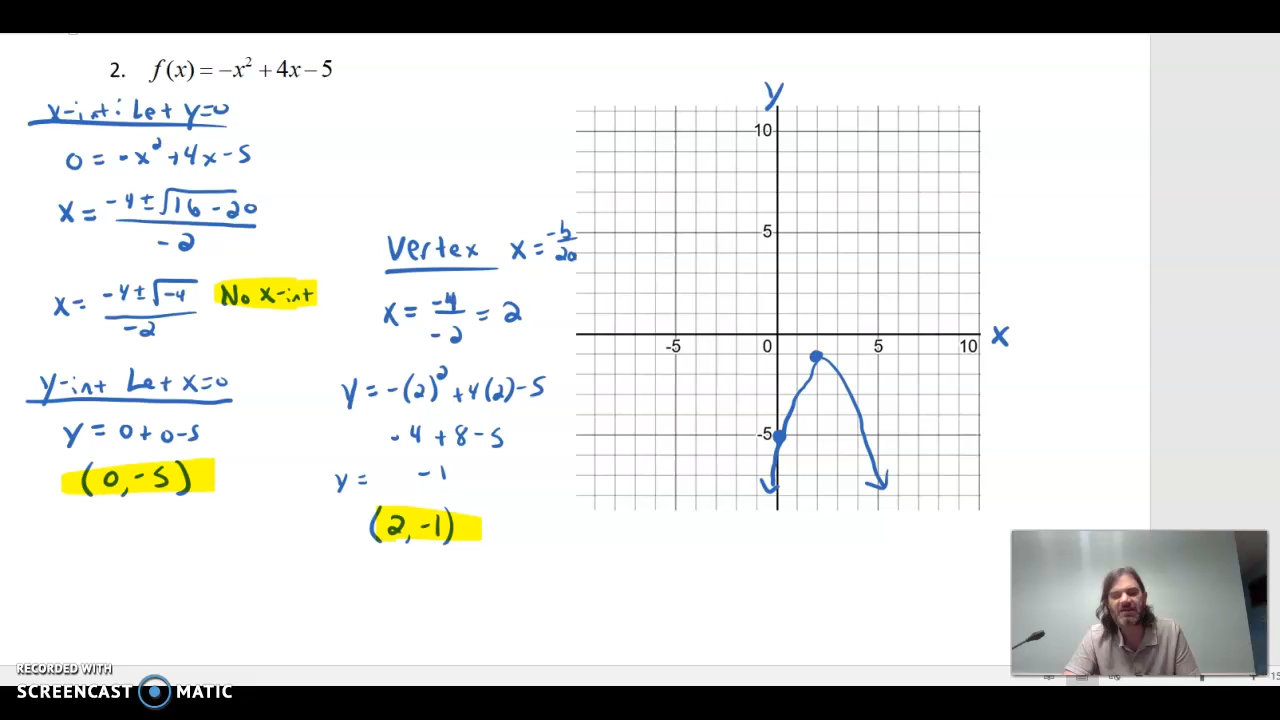 2. f(x) = −x² + 4x − 5
x-int: Let y=0
0 = -x² + 4x - 5
x = -4 ± √16 - 20 / -2
x = -4 ± √-4 / -2
No x-int
y-int Let x=0
y = 0 + 0 - 5
(0, -5)
Vertex x = -b / 2a
x = -4 / -2 = 2
y = -(2)² + 4(2) - 5
-4 + 8 - 5
y = -1
(2, -1)
y
10
5
-5 0 5 10 x
-5
RECORDED WITH
SCREENCAST MATIC
15